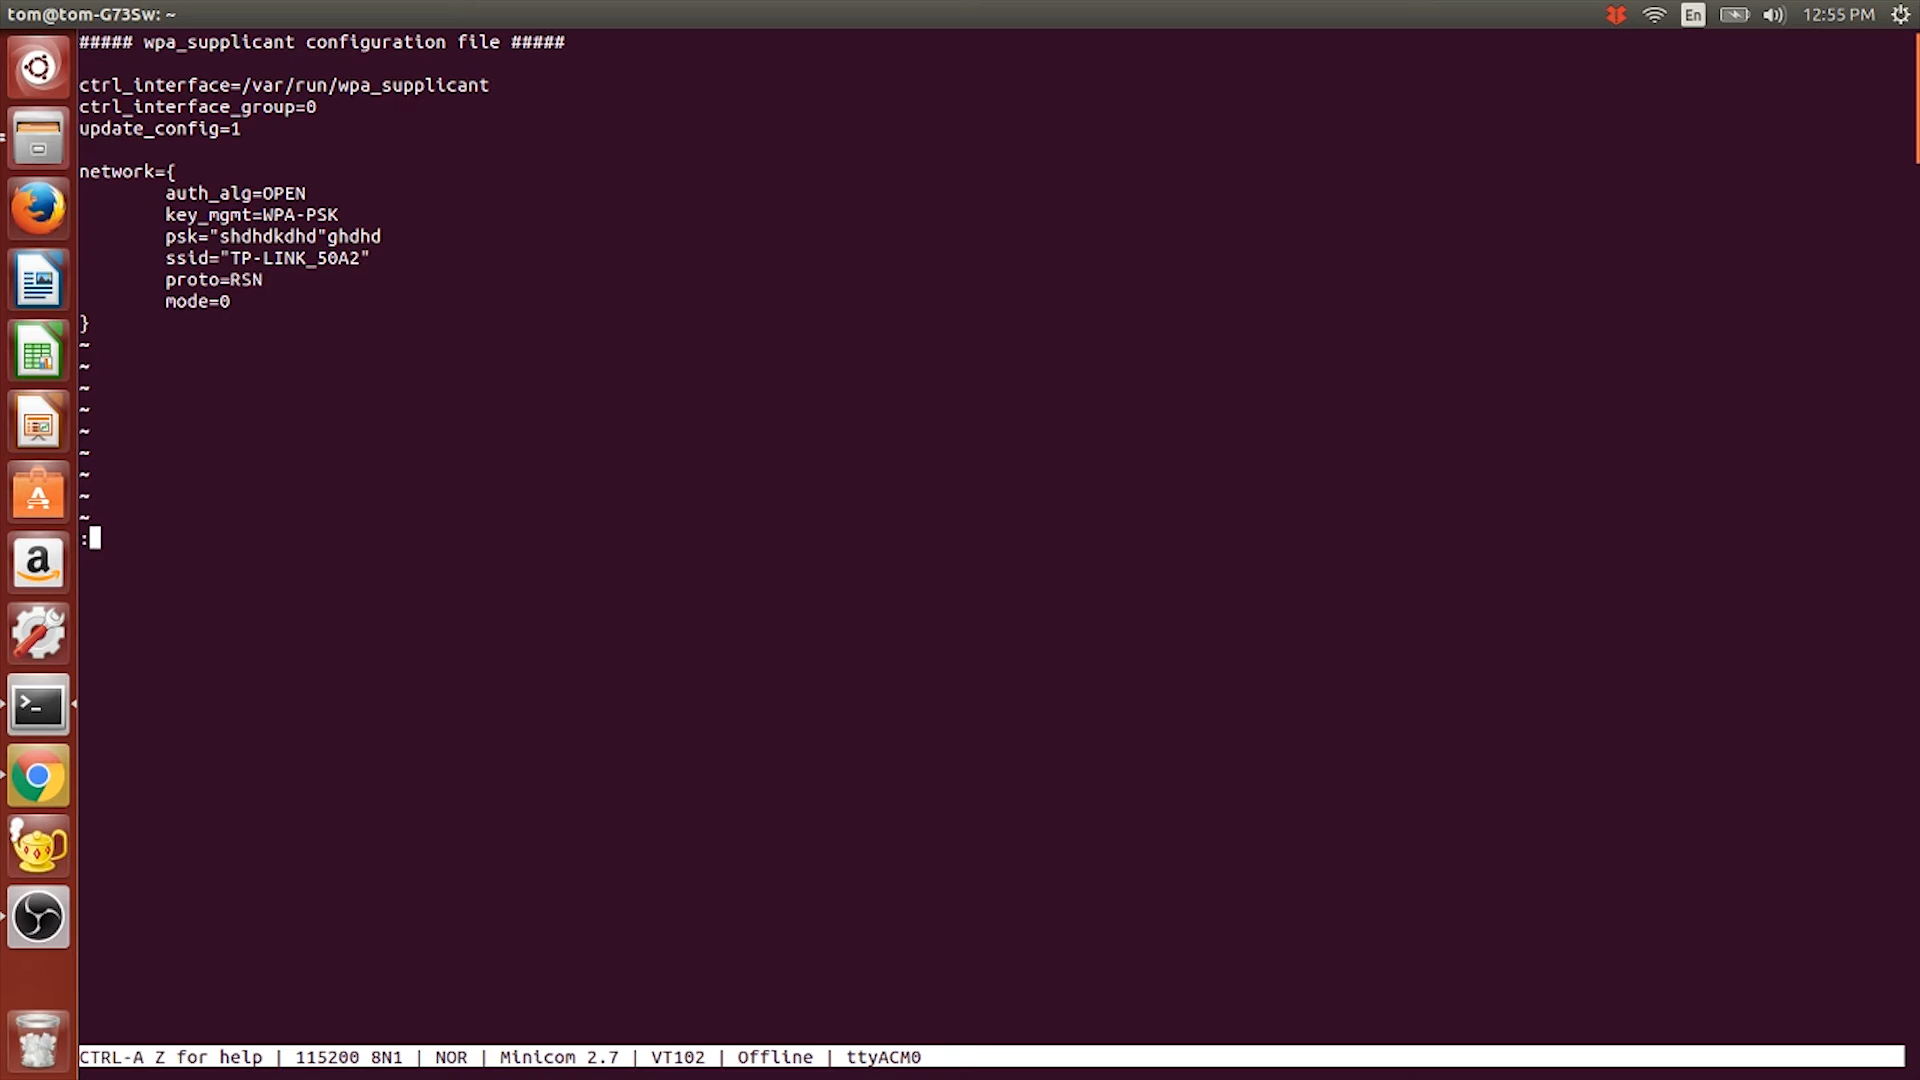 tom@tom-G73Sw: ~
En
12:55 PM
##### wpa_supplicant configuration file #####
ctrl_interface=/var/run/wpa_supplicant
ctrl_interface_group=0
update_config=1
network={
auth_alg=OPEN
key_mgmt=WPA-PSK
psk="shdhdkdhd"ghdhd
ssid="TP-LINK_50A2"
proto=RSN
mode=0
}
~
~
~
~
~
~
~
~
~
:
CTRL-A Z for help | 115200 8N1 | NOR | Minicom 2.7 | VT102 | Offline | ttyACM0